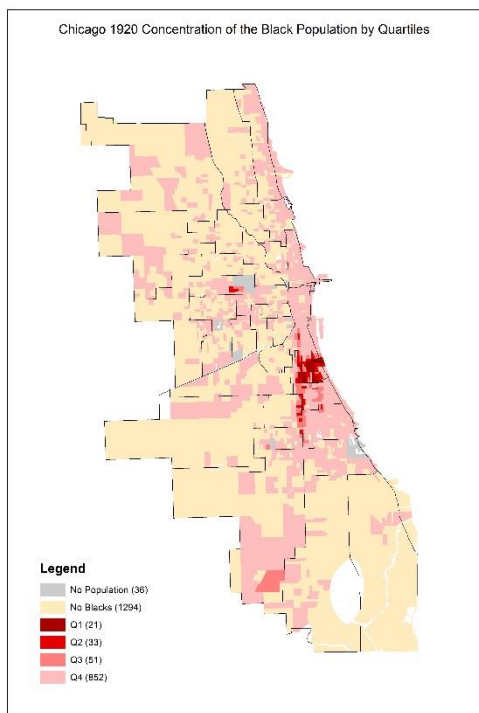 Chicago 1920 Concentration of the Black Population by Quartiles
Legend
No Population (36)
No Blacks (1294)
Q1 (21)
Q2 (33)
Q3 (51)
Q4 (852)